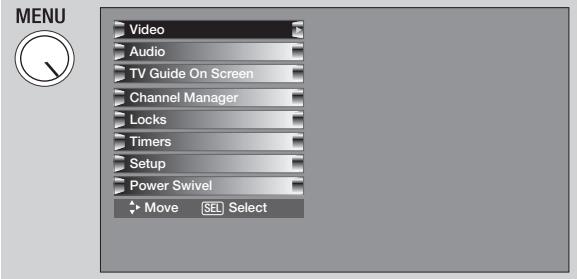 MENU
Video
Audio
TV Guide On Screen
Channel Manager
Locks
Timers
Setup
Power Swivel
Move SEL Select